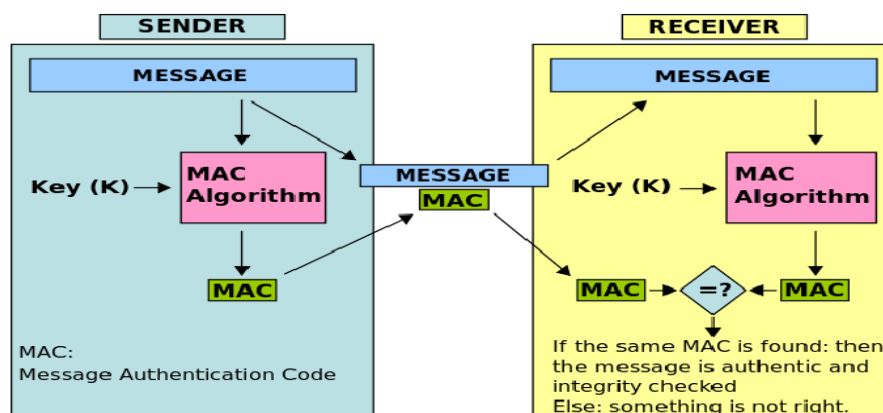 SENDER
RECEIVER
MESSAGE
MESSAGE
Key (K)
MAC
Algorithm
MESSAGE
MAC
Key (K)
MAC
Algorithm
MAC
MAC
=?
MAC
MAC:
Message Authentication Code
If the same MAC is found: then
the message is authentic and
integrity checked
Else: something is not right.